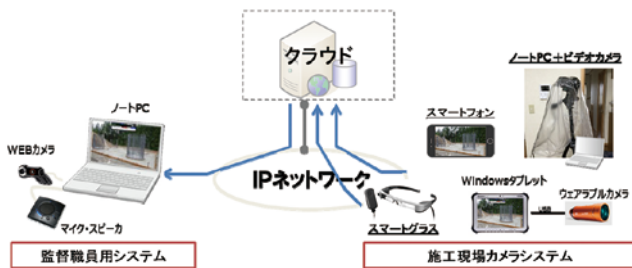 クラウド
ノートPC+ビデオカメラ
ノートPC
スマートフォン
WEBカメラ
IPネットワーク
Windowsタブレット
ウェアラブルカメラ
USB
マイク・スピーカ
スマートグラス
監督職員用システム
施工現場カメラシステム